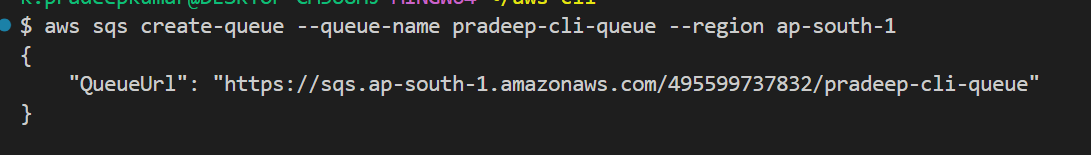 $ aws sqs create-queue --queue-name pradeep-cli-queue --region ap-south-1
{
    "QueueUrl": "https://sqs.ap-south-1.amazonaws.com/495599737832/pradeep-cli-queue"
}